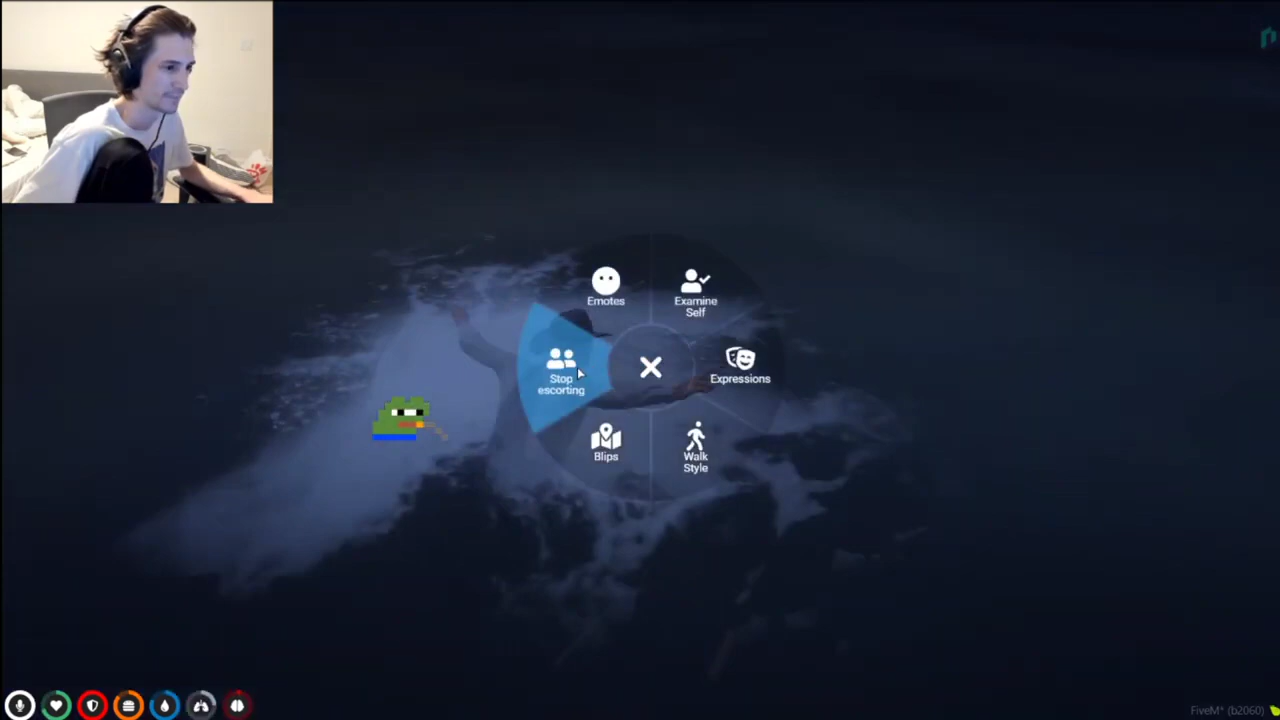 Emotes
Examine
Self
Stop
escorting
Expressions
Blips
Walk
Style
FiveM* (b2060)